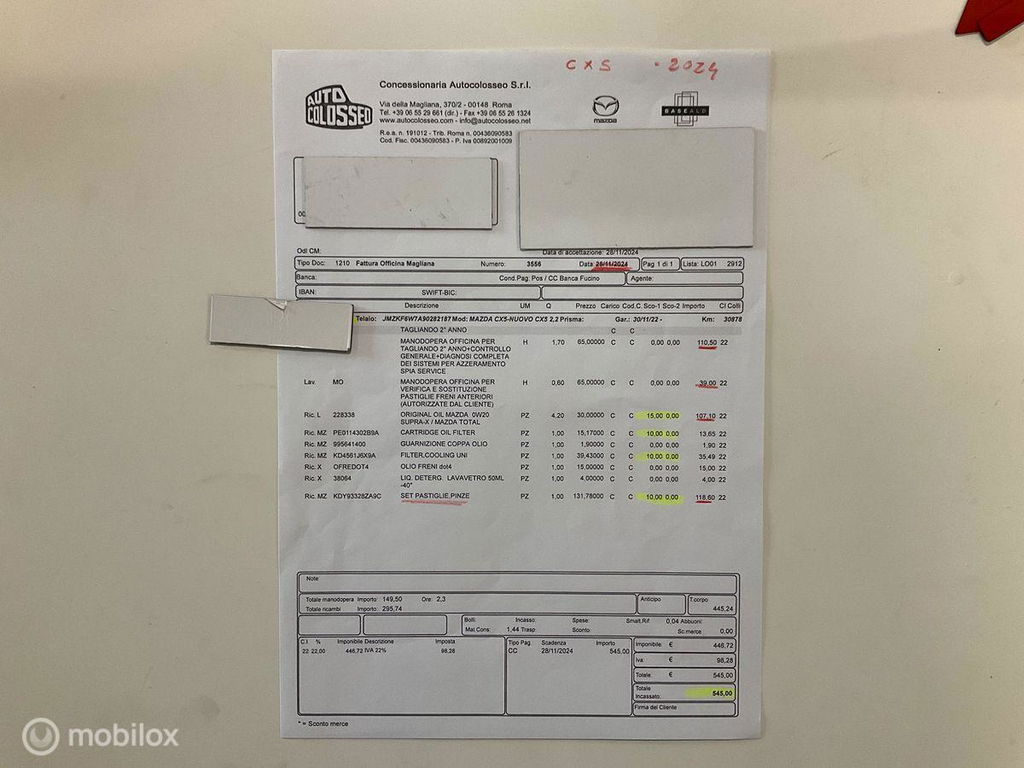 CX5 - 2024
AUTO COLOSSEO
Concessionaria Autocolosseo S.r.l.
Via della Magliana, 370/2 - 00148 Roma
Tel. +39 06 55 29 661 (dir.) - Fax +39 06 55 26 1324
www.autocolosseo.com - info@autocolosseo.net
R.e.a. n. 191012 - Trib. Roma n. 00436090583
Cod. Fisc. 00436090583 - P. Iva 00892001009
mazda
BASEALD
00
Odl CM:
Data di accettazione: 28/11/2024
Tipo Doc: 1210 Fattura Officina Magliana Numero: 3556 Data 28/11/2024 Pag 1 di 1 Lista: LO01 2912
Banca: Cond.Pag: Pos / CC Banca Fucino Agente:
IBAN: SWIFT-BIC:
Descrizione UM Q Prezzo Carico Cod.C. Sco-1 Sco-2 Importo CI Colli
Telaio: JMZKF6W7A90282187 Mod: MAZDA CX5-NUOVO CX5 2,2 Prisma: Gar.: 30/11/22 - Km: 30878
TAGLIANDO 2° ANNO C C
MANODOPERA OFFICINA PER H 1,70 65,00000 C C 0,00 0,00 110,50 22
TAGLIANDO 2° ANNO+CONTROLLO
GENERALE+DIAGNOSI COMPLETA
DEI SISTEMI PER AZZERAMENTO
SPIA SERVICE
Lav. MO MANODOPERA OFFICINA PER H 0,60 65,00000 C C 0,00 0,00 39,00 22
VERIFICA E SOSTITUZIONE
PASTIGLIE FRENI ANTERIORI
(AUTORIZZATE DAL CLIENTE)
Ric. L 228338 ORIGINAL OIL MAZDA 0W20 PZ 4,20 30,00000 C C 15,00 0,00 107,10 22
SUPRA-X / MAZDA TOTAL
Ric. MZ PE0114302B9A CARTRIDGE OIL FILTER PZ 1,00 15,17000 C C 10,00 0,00 13,65 22
Ric. MZ 995641400 GUARNIZIONE COPPA OLIO PZ 1,00 1,90000 C C 0,00 0,00 1,90 22
Ric. MZ KD4561J6X9A FILTER,COOLING UNI PZ 1,00 39,43000 C C 10,00 0,00 35,49 22
Ric. X OFREDOT4 OLIO FRENI dot4 PZ 1,00 15,00000 C C 0,00 0,00 15,00 22
Ric. X 38064 LIQ. DETERG. LAVAVETRO 50ML PZ 1,00 4,00000 C C 0,00 0,00 4,00 22
-40°
Ric. MZ KDY93328ZA9C SET PASTIGLIE,PINZE PZ 1,00 131,78000 C C 10,00 0,00 118,60 22
Note
Totale manodopera Importo: 149,50 Ore: 2,3 Anticipo T.corpo
Totale ricambi Importo: 295,74 445,24
Bolli: Incasso: Spese: Smalt.Rif 0,04 Abbuoni:
Mat.Cons: 1,44 Trasp Sconto Sc.merce 0,00
C.I % Imponibile Descrizione Imposta Tipo Pag. Scadenza Importo Imponibile: € 446,72
22 22,00 446,72 IVA 22% 98,28 CC 28/11/2024 545,00
Iva: € 98,28
Totale: € 545,00
Totale Incassato: 545,00
Firma del Cliente
* = Sconto merce
mobilox